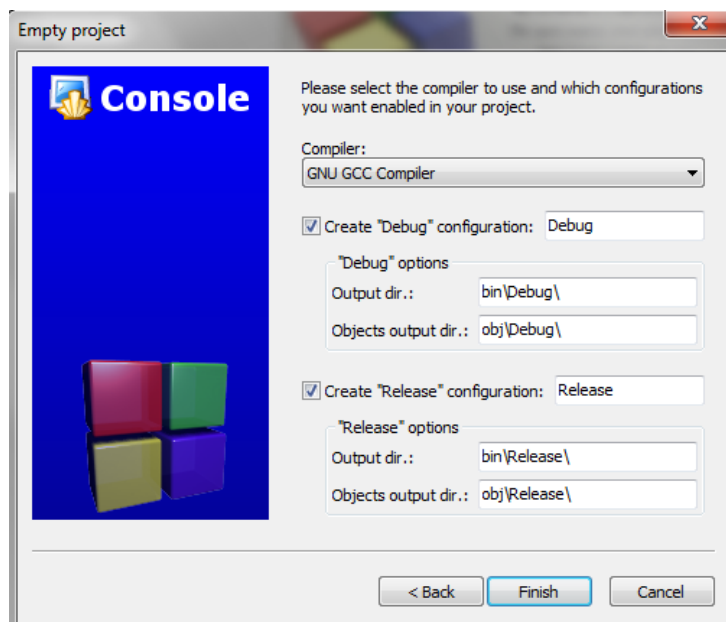 Empty project
Console
Please select the compiler to use and which configurations
you want enabled in your project.
Compiler:
GNU GCC Compiler
Create "Debug" configuration: Debug
"Debug" options
Output dir.: bin\Debug\
Objects output dir.: obj\Debug\
Create "Release" configuration: Release
"Release" options
Output dir.: bin\Release\
Objects output dir.: obj\Release\
< Back Finish Cancel